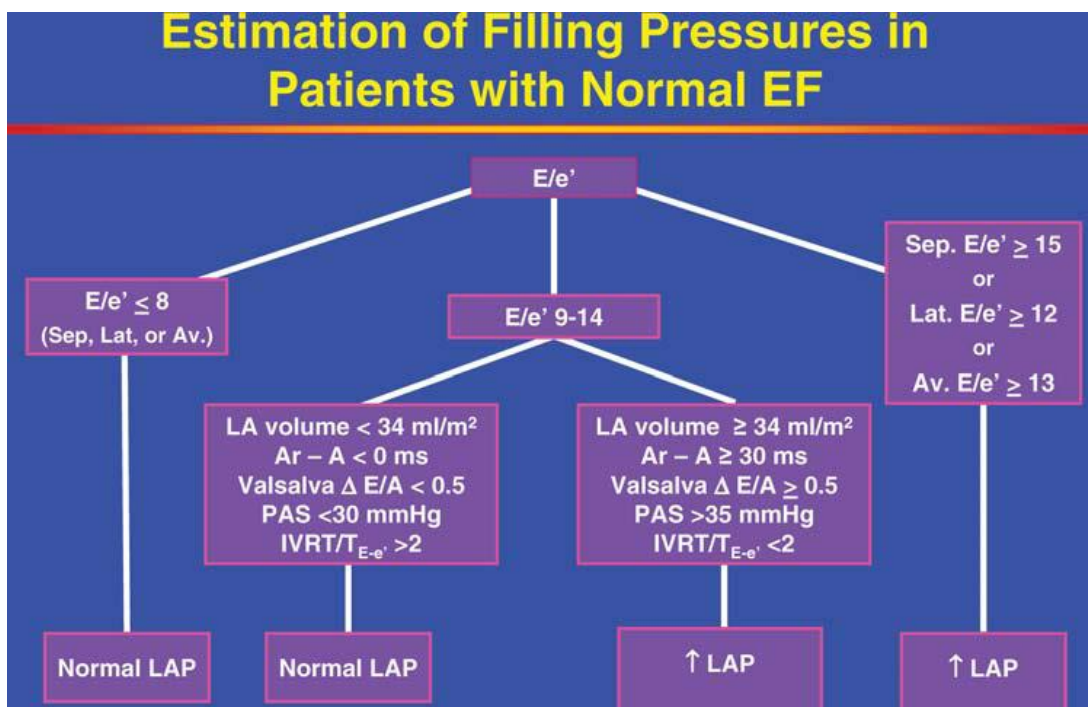 Estimation of Filling Pressures in
Patients with Normal EF
E/e’
E/e’ ≤ 8
(Sep, Lat, or Av.)
E/e’ 9-14
Sep. E/e’ ≥ 15
or
Lat. E/e’ ≥ 12
or
Av. E/e’ ≥ 13
LA volume < 34 ml/m²
Ar – A < 0 ms
Valsalva Δ E/A < 0.5
PAS <30 mmHg
IVRT/T_E-e’ >2
LA volume ≥ 34 ml/m²
Ar – A ≥ 30 ms
Valsalva Δ E/A ≥ 0.5
PAS >35 mmHg
IVRT/T_E-e’ <2
Normal LAP
Normal LAP
↑ LAP
↑ LAP